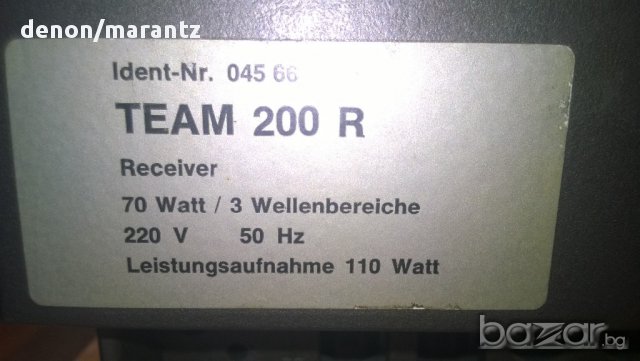 denon/marantz
Ident-Nr. 045 66
TEAM 200 R
Receiver
70 Watt / 3 Wellenbereiche
220 V 50 Hz
Leistungsaufnahme 110 Watt
bazar.bg